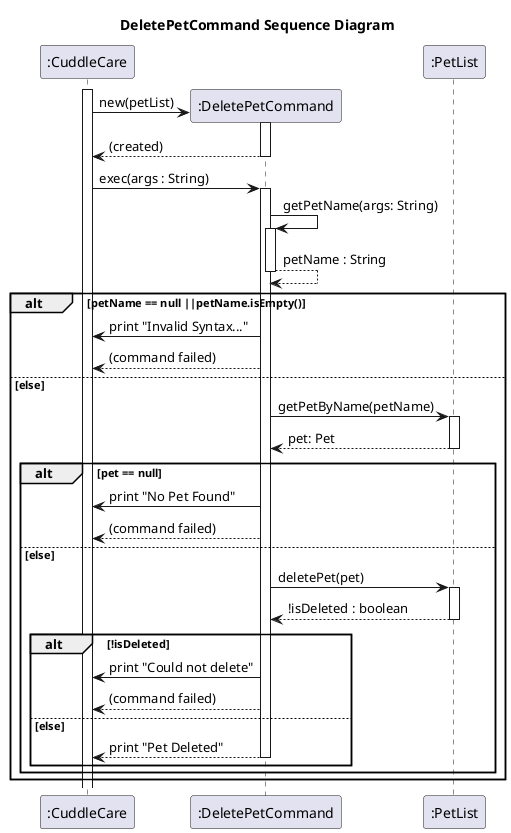 DeletePetCommand Sequence Diagram
:CuddleCare
:PetList
:DeletePetCommand
new(petList)
(created)
exec(args : String)
getPetName(args: String)
petName : String
alt [petName == null ||petName.isEmpty()]
print "Invalid Syntax..."
(command failed)
[else]
getPetByName(petName)
pet: Pet
alt [pet == null]
print "No Pet Found"
(command failed)
[else]
deletePet(pet)
!isDeleted : boolean
alt [!isDeleted]
print "Could not delete"
(command failed)
[else]
print "Pet Deleted"
:CuddleCare :DeletePetCommand :PetList